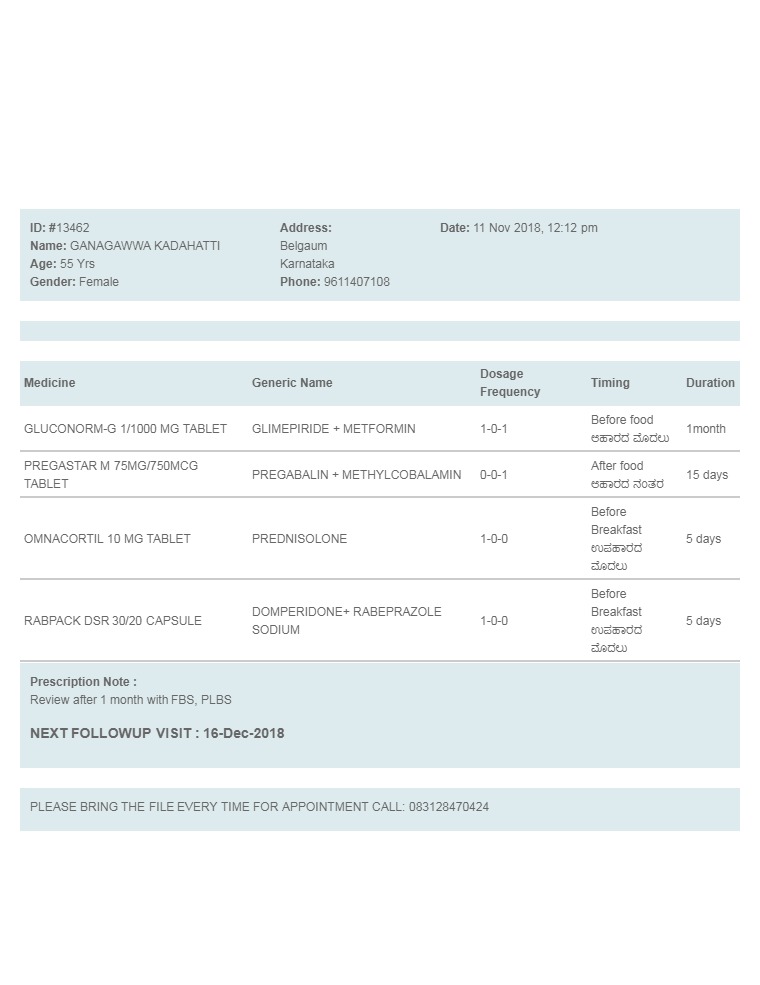 ID: #13462
Name: GANAGAWWA KADAHATTI
Age: 55 Yrs
Gender: Female
Address:
Belgaum
Karnataka
Phone: 9611407108
Date: 11 Nov 2018, 12:12 pm
Medicine Generic Name Dosage Frequency Timing Duration
GLUCONORM-G 1/1000 MG TABLET GLIMEPIRIDE + METFORMIN 1-0-1 Before food 1month
ಆಹಾರದ ಮೊದಲು
PREGASTAR M 75MG/750MCG
TABLET
PREGABALIN + METHYLCOBALAMIN 0-0-1 After food 15 days
ಆಹಾರದ ನಂತರ
OMNACORTIL 10 MG TABLET PREDNISOLONE 1-0-0 Before
Breakfast
ಉಪಹಾರದ
ಮೊದಲು
5 days
RABPACK DSR 30/20 CAPSULE DOMPERIDONE+ RABEPRAZOLE
SODIUM
1-0-0 Before
Breakfast
ಉಪಹಾರದ
ಮೊದಲು
5 days
Prescription Note :
Review after 1 month with FBS, PLBS
NEXT FOLLOWUP VISIT : 16-Dec-2018
PLEASE BRING THE FILE EVERY TIME FOR APPOINTMENT CALL: 083128470424